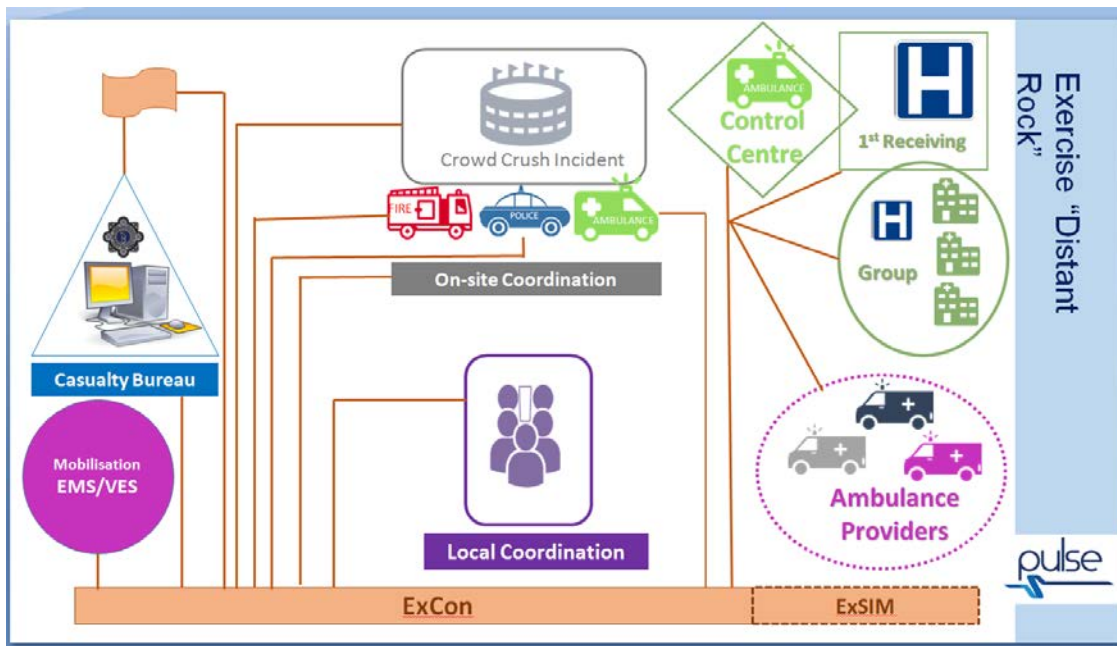 Exercise “Distant
Rock”
Crowd Crush Incident
FIRE
POLICE
AMBULANCE
On-site Coordination
AMBULANCE
Control
Centre
H
1st Receiving
H
Group
Casualty Bureau
Mobilisation
EMS/VES
Local Coordination
Ambulance
Providers
ExCon
ExSIM
pulse